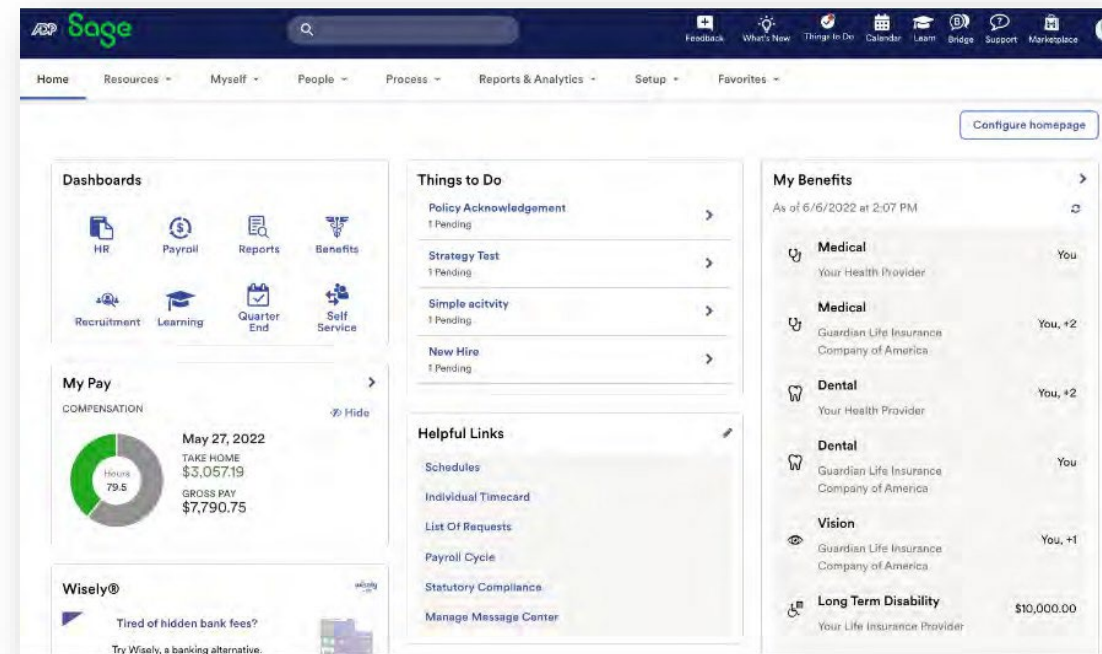 ADP Sage
Feedback
What's New
Things to Do
Calendar
Learn
Bridge
Support
Marketplace
Home
Resources
Myself
People
Process
Reports & Analytics
Setup
Favorites
Configure homepage
Dashboards
HR
Payroll
Reports
Benefits
Recruitment
Learning
Quarter
End
Self
Service
My Pay
COMPENSATION
Hide
Hours
79.5
May 27, 2022
TAKE HOME
$3,057.19
GROSS PAY
$7,790.75
Wisely®
wisely
Tired of hidden bank fees?
Try Wisely, a banking alternative.
Things to Do
Policy Acknowledgement
1 Pending
Strategy Test
1 Pending
Simple acitvity
1 Pending
New Hire
1 Pending
Helpful Links
Schedules
Individual Timecard
List Of Requests
Payroll Cycle
Statutory Compliance
Manage Message Center
My Benefits
As of 6/6/2022 at 2:07 PM
Medical
You
Your Health Provider
Medical
You, +2
Guardian Life Insurance
Company of America
Dental
You, +2
Your Health Provider
Dental
You
Guardian Life Insurance
Company of America
Vision
You, +1
Guardian Life Insurance
Company of America
Long Term Disability
$10,000.00
Your Life Insurance Provider